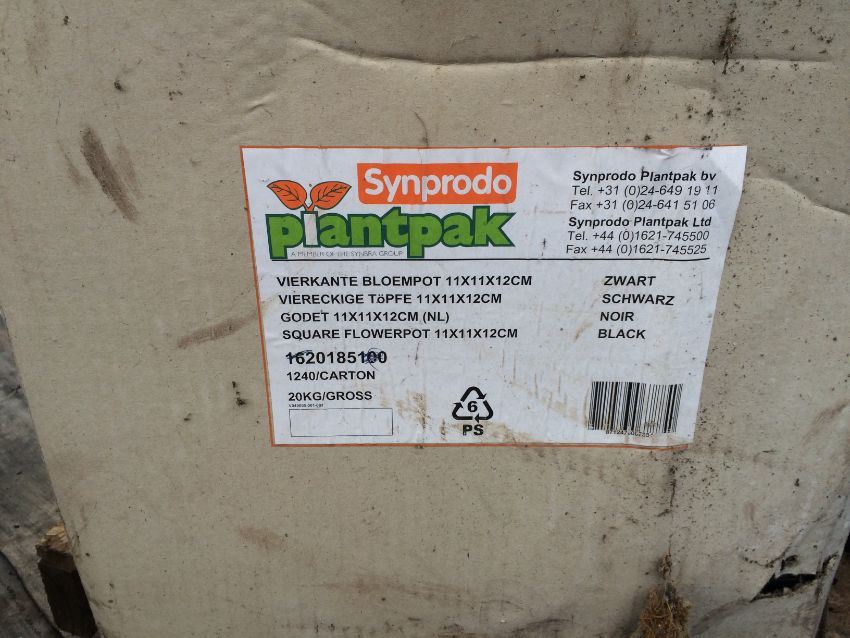 Synprodo
plantpak
A MEMBER OF THE SYNBRA GROUP
Synprodo Plantpak bv
Tel. +31 (0)24-649 19 11
Fax +31 (0)24-641 51 06
Synprodo Plantpak Ltd
Tel. +44 (0)1621-745500
Fax +44 (0)1621-745525
VIERKANTE BLOEMPOT 11X11X12CM ZWART
VIERECKIGE TöPFE 11X11X12CM SCHWARZ
GODET 11X11X12CM (NL) NOIR
SQUARE FLOWERPOT 11X11X12CM BLACK
1620185100
1240/CARTON
20KG/GROSS
6
PS